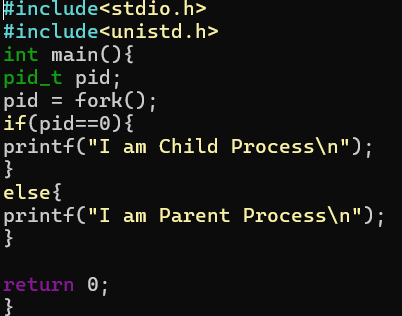 #include<stdio.h>
#include<unistd.h>
int main(){
pid_t pid;
pid = fork();
if(pid==0){
printf("I am Child Process\n");
}
else{
printf("I am Parent Process\n");
}
return 0;
}